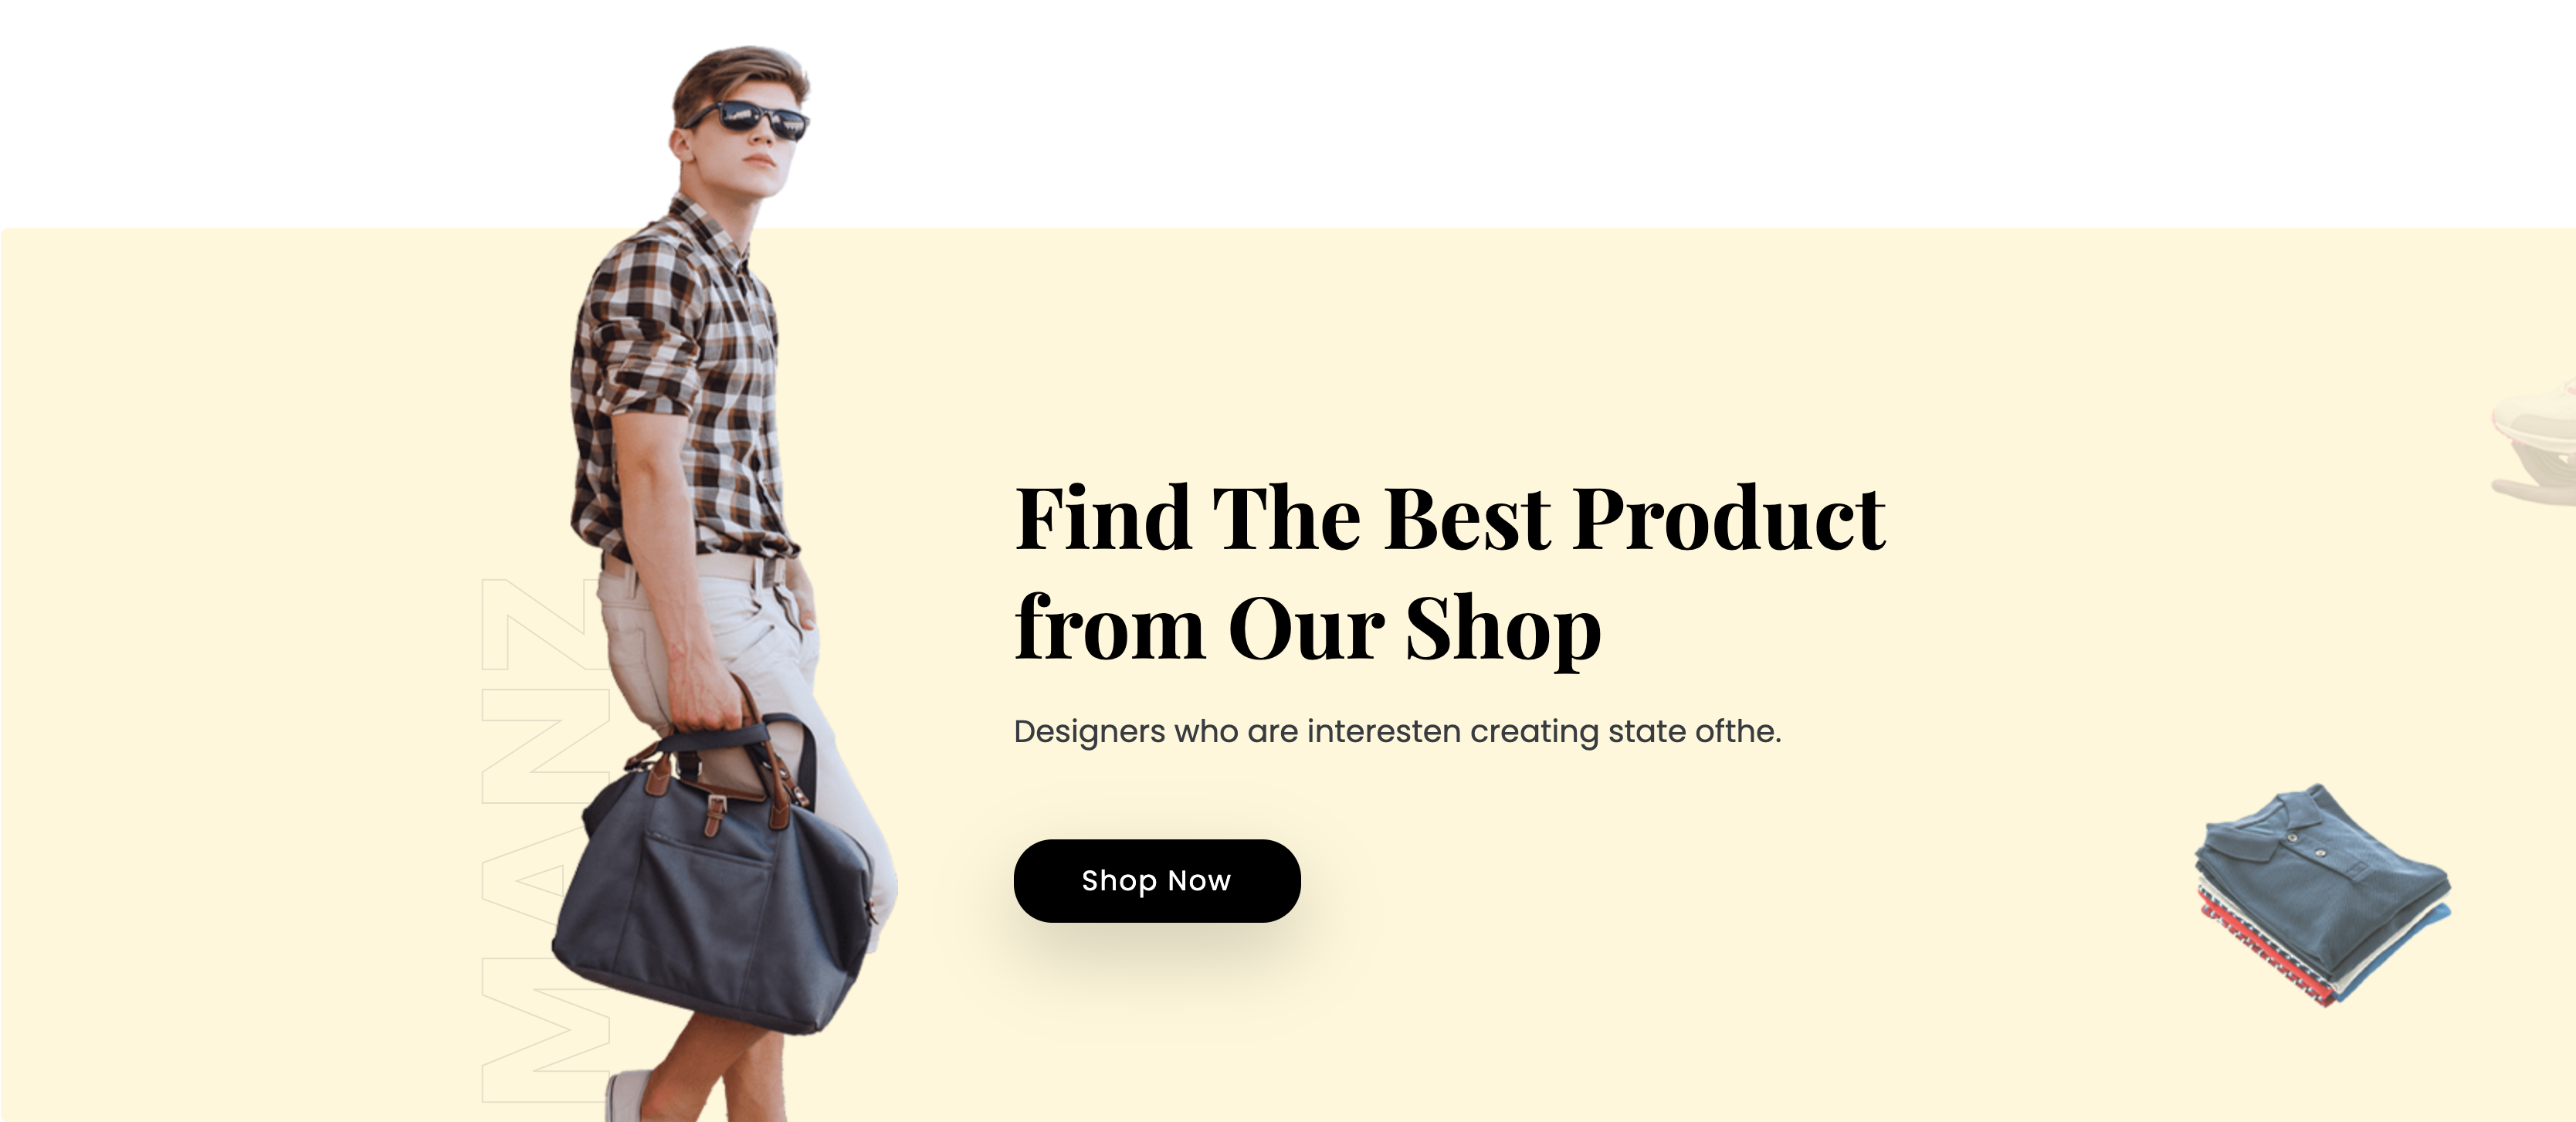 MANZ
Find The Best Product
from Our Shop
Designers who are interesten creating state ofthe.
Shop Now